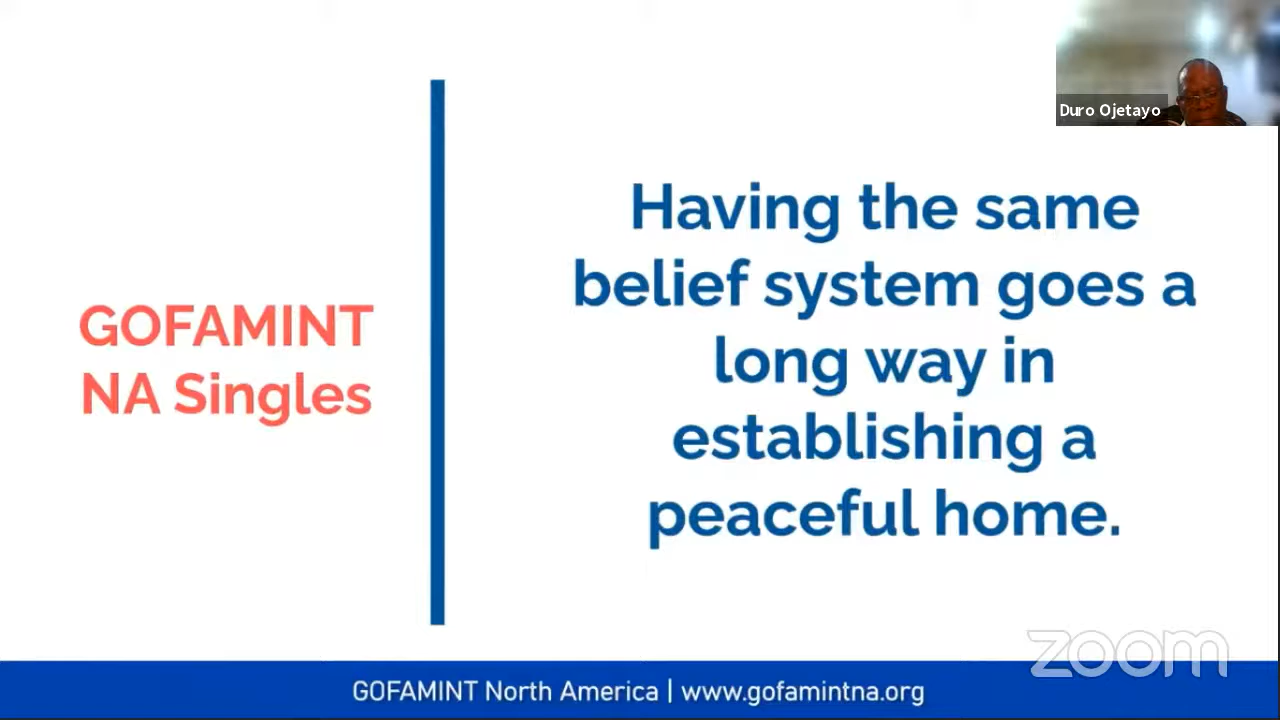 Duro Ojetayo
GOFAMINT
NA Singles
Having the same
belief system goes a
long way in
establishing a
peaceful home.
zoom
GOFAMINT North America | www.gofamintna.org